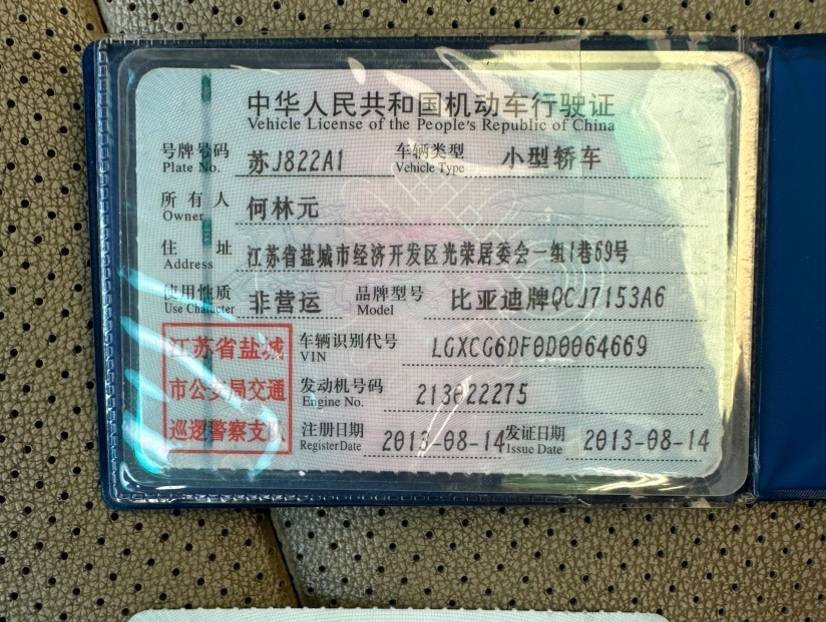 中华人民共和国机动车行驶证
Vehicle License of the People's Republic of China
号牌号码 苏J822A1 车辆类型 小型轿车
Plate No. Vehicle Type
所有人 何林元
Owner
住址 江苏省盐城市经济开发区光荣居委会一组1巷69号
Address
使用性质 非营运 品牌型号 比亚迪牌QCJ7153A6
Use Character Model
江苏省盐城
市公安局交通
巡逻警察支队
车辆识别代号 LGXCG6DF0D0064669
VIN
发动机号码 213022275
Engine No.
注册日期 2013-08-14 发证日期 2013-08-14
Register Date Issue Date